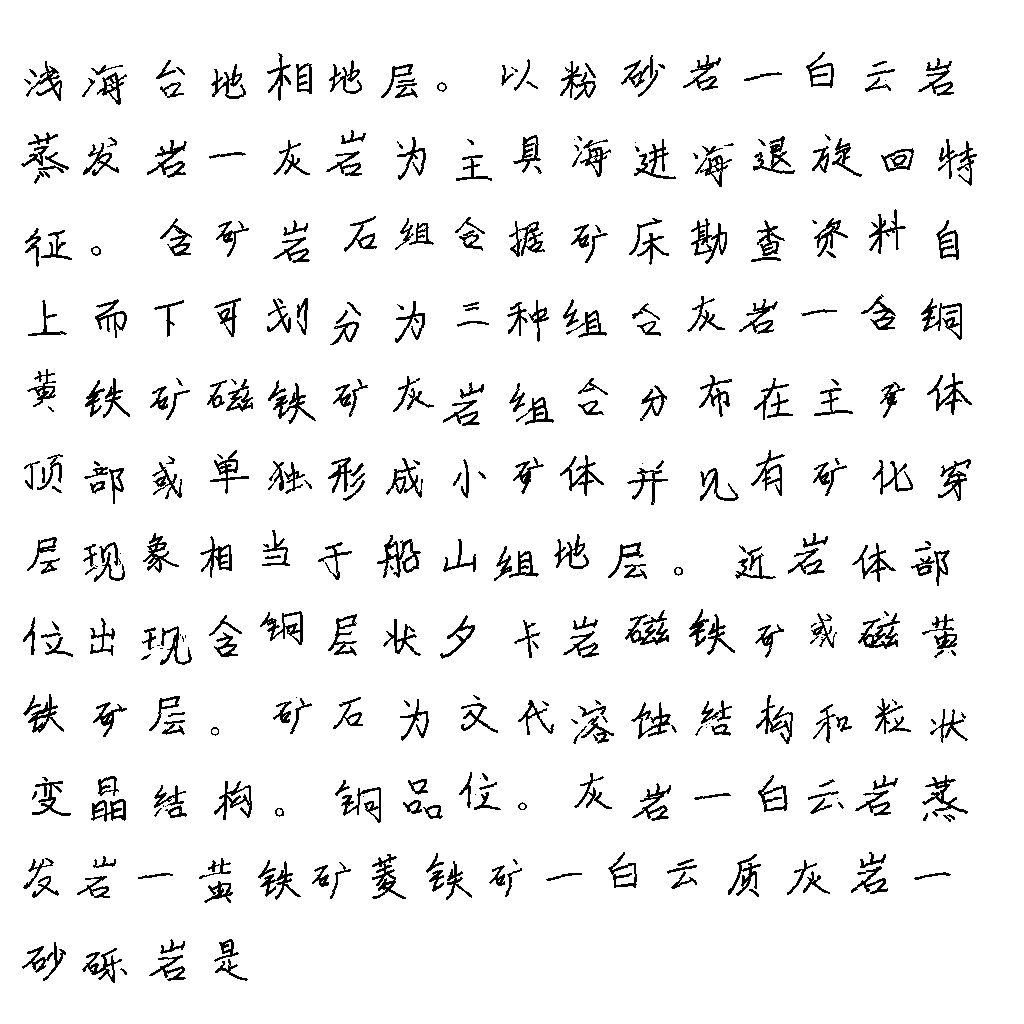 浅海台地相地层。以粉砂岩一白云岩
蒸发岩一灰岩为主具海进海退旋回特
征。含矿岩石组合据矿床勘查资料自
上而下可划分为三种组合灰岩一含铜
黄铁矿磁铁矿灰岩组合分布在主矿体
顶部或单独形成小矿体并见有矿化穿
层现象相当于船山组地层。近岩体部
位出现含铜层状夕卡岩磁铁矿或磁黄
铁矿层。矿石为交代溶蚀结构和粒状
变晶结构。铜品位。灰岩一白云岩蒸
发岩一黄铁矿菱铁矿一白云质灰岩一
砂砾岩是